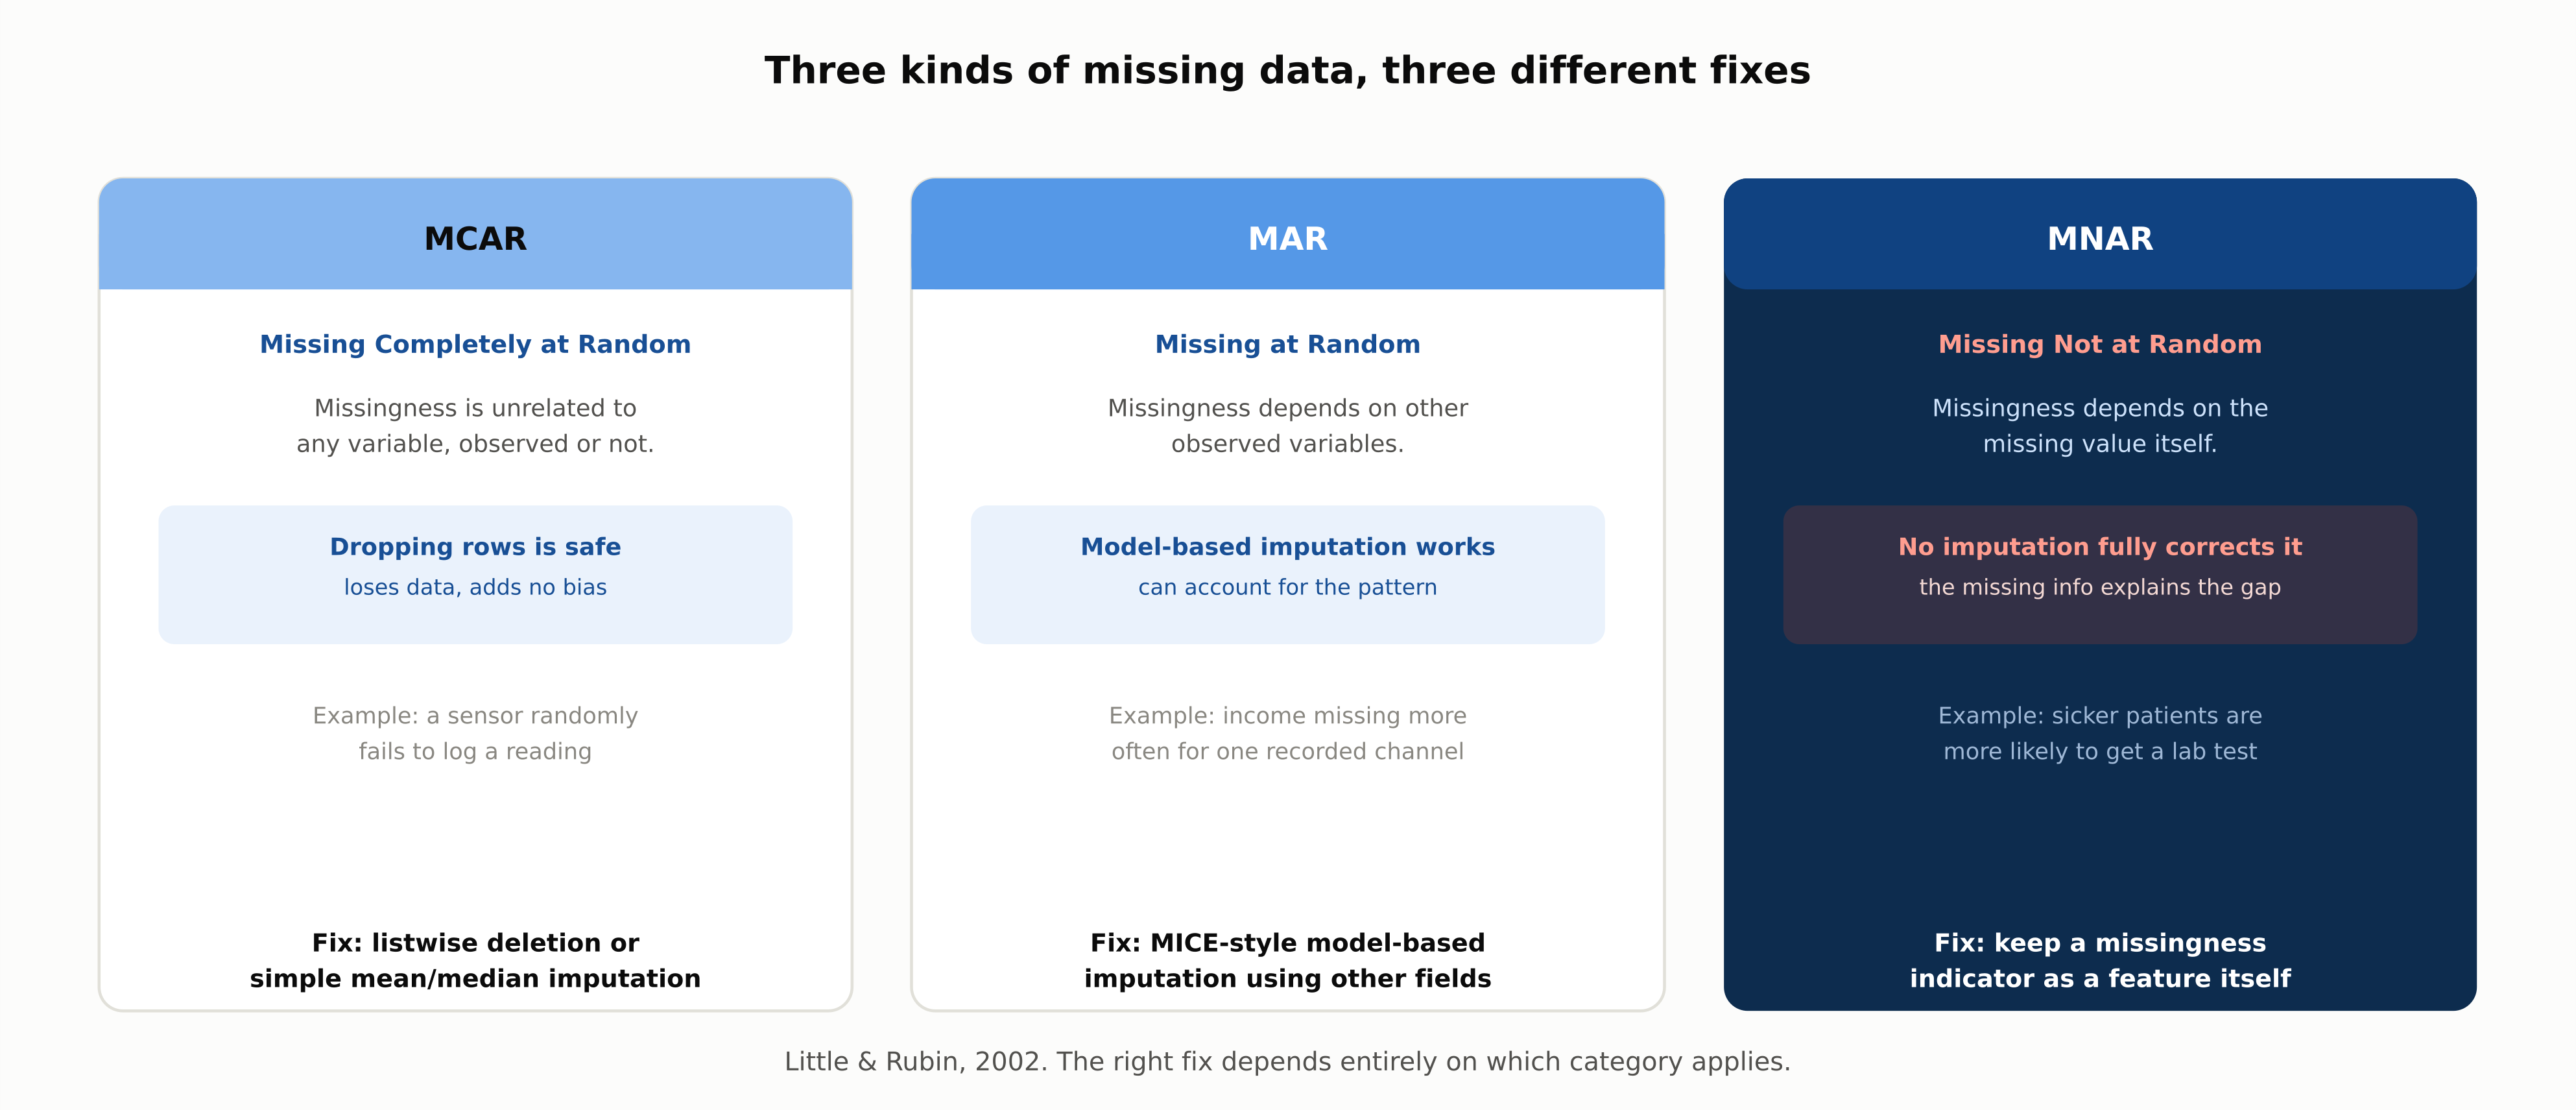 Three kinds of missing data, three different fixes
MCAR
Missing Completely at Random
Missingness is unrelated to
any variable, observed or not.
Dropping rows is safe
loses data, adds no bias
Example: a sensor randomly
fails to log a reading
Fix: listwise deletion or
simple mean/median imputation
MAR
Missing at Random
Missingness depends on other
observed variables.
Model-based imputation works
can account for the pattern
Example: income missing more
often for one recorded channel
Fix: MICE-style model-based
imputation using other fields
MNAR
Missing Not at Random
Missingness depends on the
missing value itself.
No imputation fully corrects it
the missing info explains the gap
Example: sicker patients are
more likely to get a lab test
Fix: keep a missingness
indicator as a feature itself
Little & Rubin, 2002. The right fix depends entirely on which category applies.